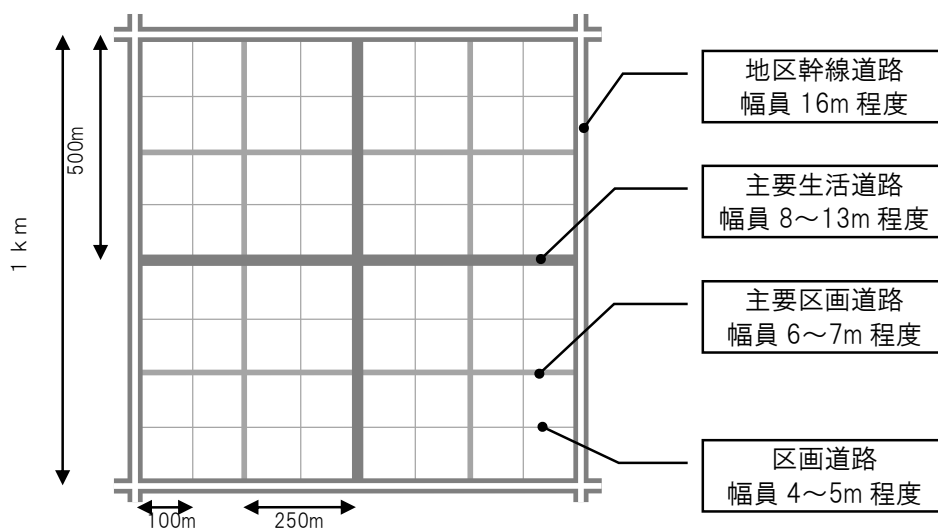 地区幹線道路
幅員 16m 程度
500m
主要生活道路
幅員 8～13m 程度
１ｋｍ
主要区画道路
幅員 6～7m 程度
区画道路
幅員 4～5m 程度
100m
250m